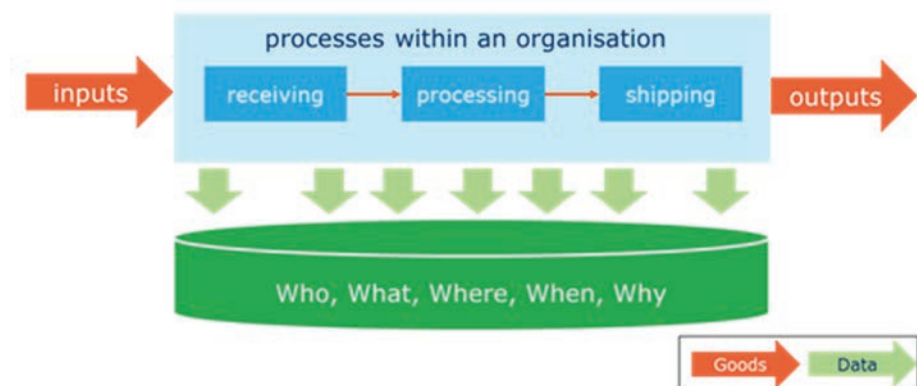 processes within an organisation
inputs
receiving
processing
shipping
outputs
Who, What, Where, When, Why
Goods
Data